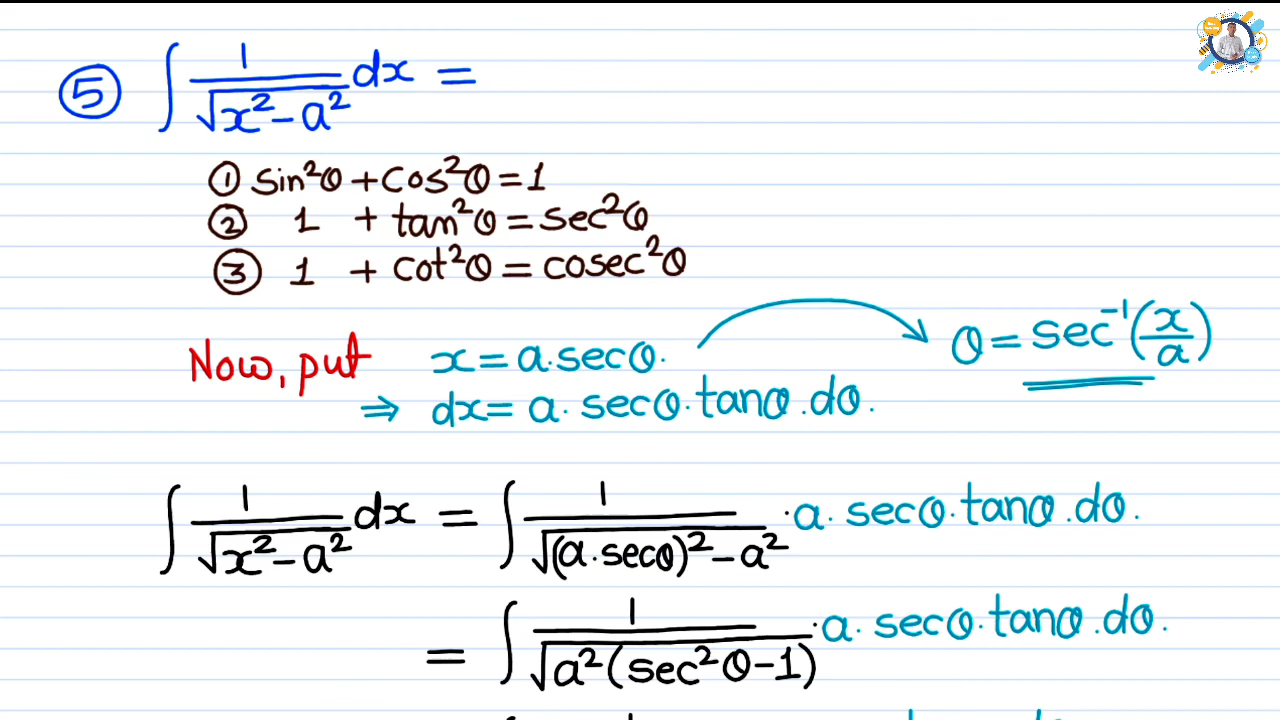 ⑤ ∫ 1/√(x²-a²) dx =
① sin²θ + cos²θ = 1
② 1 + tan²θ = sec²θ
③ 1 + cot²θ = cosec²θ
Now, put x = a·secθ. θ = sec⁻¹(x/a)
⇒ dx = a·secθ·tanθ·dθ.
∫ 1/√(x²-a²) dx = ∫ 1/√((a·secθ)²-a²) · a·secθ·tanθ·dθ.
= ∫ 1/√(a²(sec²θ-1)) · a·secθ·tanθ·dθ.